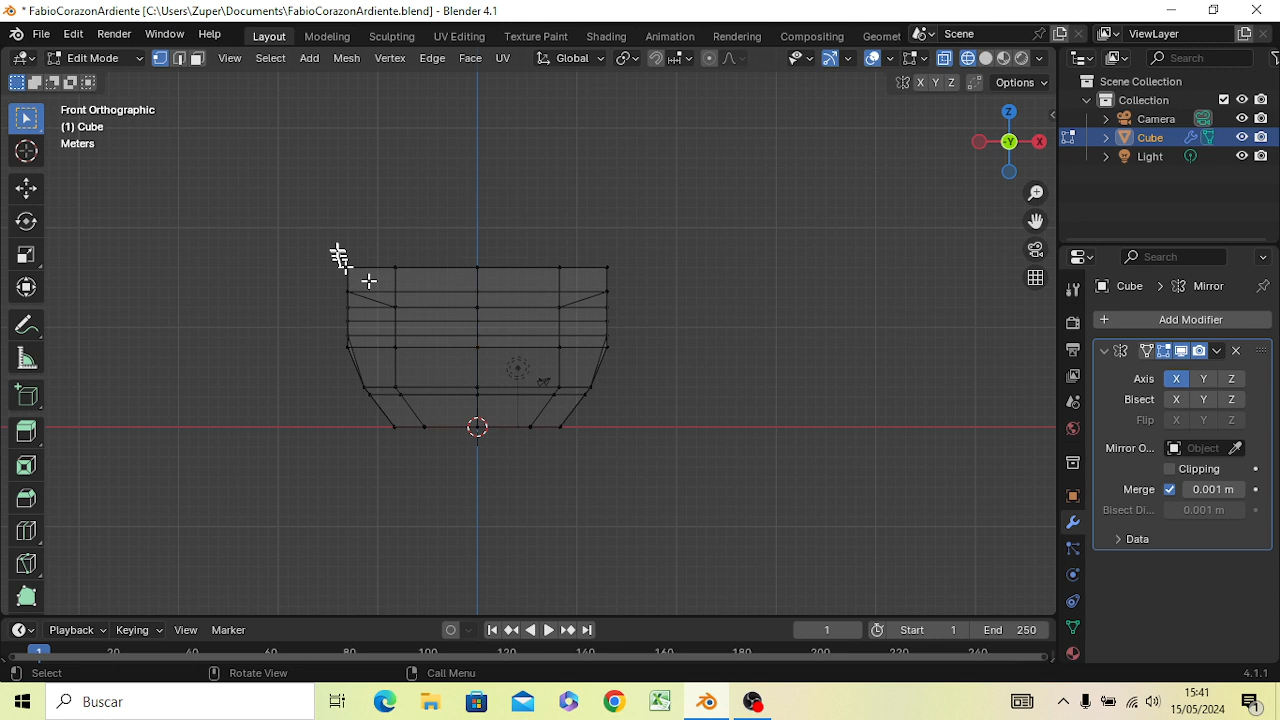 * FabioCorazonArdiente [C:\Users\Zuper\Documents\FabioCorazonArdiente.blend] - Blender 4.1
File Edit Render Window Help Layout Modeling Sculpting UV Editing Texture Paint Shading Animation Rendering Compositing Geomet Scene ViewLayer
Edit Mode View Select Add Mesh Vertex Edge Face UV Global Search
X Y Z Options
Scene Collection
Collection
Camera
Cube
Light
Front Orthographic
(1) Cube
Meters
Z
-Y X
Search
Cube > Mirror
+ Add Modifier
Axis X Y Z
Bisect X Y Z
Flip X Y Z
Mirror O... Object
Clipping
Merge 0.001 m
Bisect Di... 0.001 m
Data
Playback Keying View Marker 1 Start 1 End 250
1 20 40 60 80 100 120 140 160 180 200 220 240
Select Rotate View Call Menu 4.1.1
Buscar
15:41
15/05/2024
1